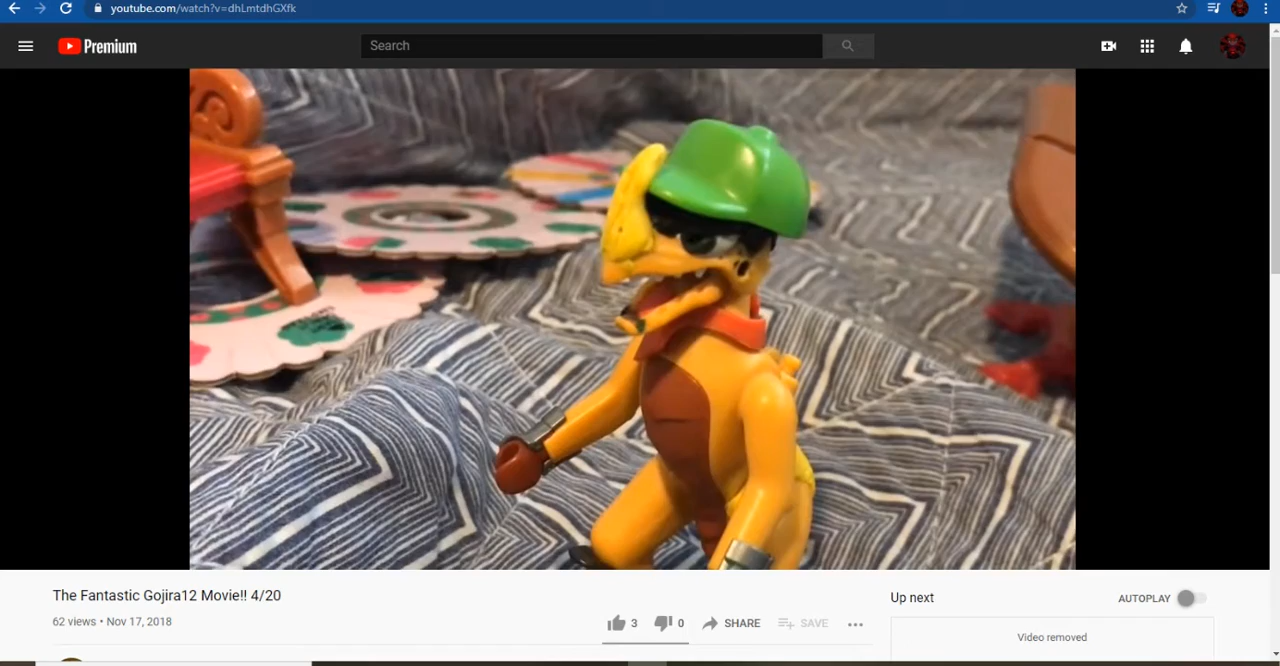 youtube.com/watch?v=dhLmtdhGXfk
Premium
Search
The Fantastic Gojira12 Movie!! 4/20
62 views • Nov 17, 2018
3
0
SHARE
SAVE
Up next
AUTOPLAY
Video removed